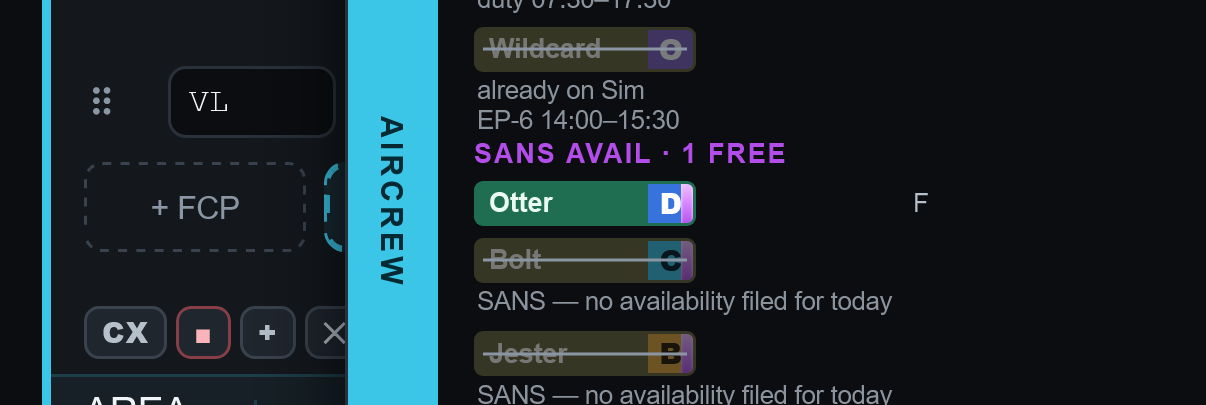 duty 07:30–17:30
Wildcard O
already on Sim
EP-6 14:00–15:30
SANS AVAIL · 1 FREE
Otter D F
Bolt C
SANS — no availability filed for today
Jester B
SANS — no availability filed for today
AIRCREW
VL
+ FCP
CX ■ + ×
AREA